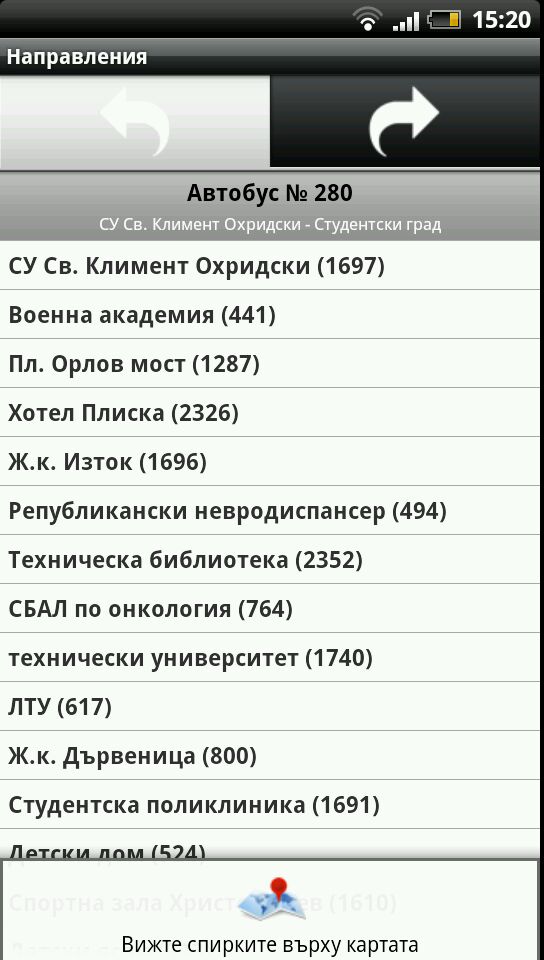 15:20
Направления
Автобус № 280
СУ Св. Климент Охридски - Студентски град
СУ Св. Климент Охридски (1697)
Военна академия (441)
Пл. Орлов мост (1287)
Хотел Плиска (2326)
Ж.к. Изток (1696)
Републикански невродиспансер (494)
Техническа библиотека (2352)
СБАЛ по онкология (764)
технически университет (1740)
ЛТУ (617)
Ж.к. Дървеница (800)
Студентска поликлиника (1691)
Детски дом (524)
Спортна зала (1610)
Вижте спирките върху картата